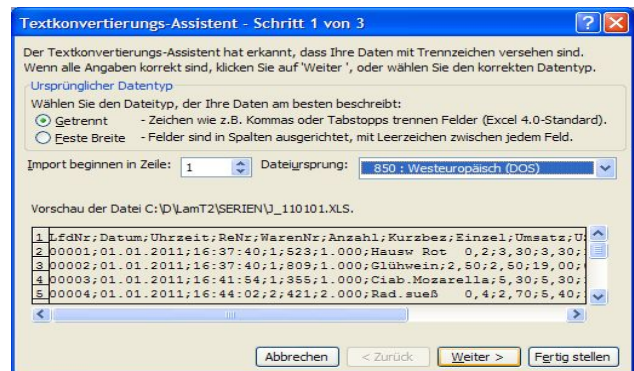 Textkonvertierungs-Assistent - Schritt 1 von 3
Der Textkonvertierungs-Assistent hat erkannt, dass Ihre Daten mit Trennzeichen versehen sind.
Wenn alle Angaben korrekt sind, klicken Sie auf 'Weiter ', oder wählen Sie den korrekten Datentyp.
Ursprünglicher Datentyp
Wählen Sie den Dateityp, der Ihre Daten am besten beschreibt:
Getrennt - Zeichen wie z.B. Kommas oder Tabstopps trennen Felder (Excel 4.0-Standard).
Feste Breite - Felder sind in Spalten ausgerichtet, mit Leerzeichen zwischen jedem Feld.
Import beginnen in Zeile: 1 Dateiursprung: 850 : Westeuropäisch (DOS)
Vorschau der Datei C:\D\LamT2\SERIEN\J_110101.XLS.
1 LfdNr;Datum;Uhrzeit;ReNr;WarenNr;Anzahl;Kurzbez;Einzel;Umsatz;U
2 00001;01.01.2011;16:37:40;1;523;1.000;Hausw Rot 0,2;3,30;3,30;
3 00002;01.01.2011;16:37:40;1;809;1.000;Glühwein;2,50;2,50;19,00;
4 00003;01.01.2011;16:41:54;1;355;1.000;Ciab.Mozarella;5,30;5,30;
5 00004;01.01.2011;16:44:02;2;421;2.000;Rad.sueß 0,4;2,70;5,40;
Abbrechen < Zurück Weiter > Fertig stellen